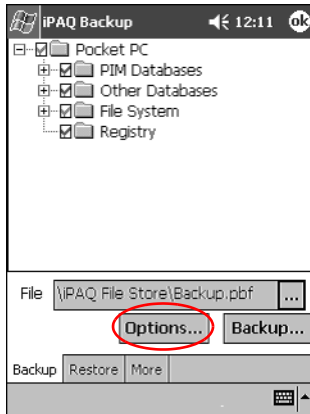 iPAQ Backup 12:11 ok
Pocket PC
PIM Databases
Other Databases
File System
Registry
File \iPAQ File Store\Backup.pbf ...
Options... Backup...
Backup Restore More